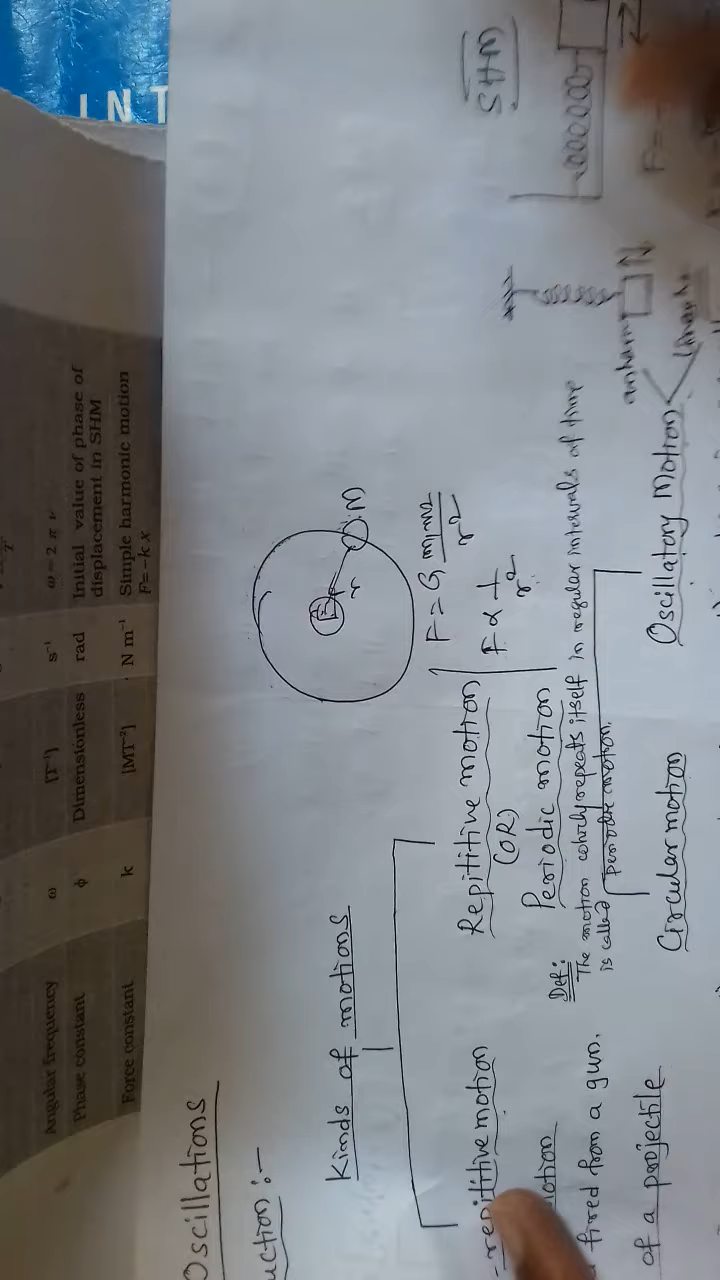 INT
ω = 2 π ν
Angular frequency ω [T⁻¹] s⁻¹
Phase constant φ Dimensionless rad Initial value of phase of
displacement in SHM
Force constant k [MT⁻²] N m⁻¹ Simple harmonic motion
F= –k x
Oscillations
uction :-
Kinds of motions
E
r
M
-repititive motion
otion
fired from a gun.
of a projectile
Repititive motion
(OR)
Periodic motion
F = G m1m2/r2
F ∝ 1/r2
Def:
The motion which repeats itself in regular intervals of time
is called periodic motion.
Circular motion
Oscillatory Motion
SHM
F = -